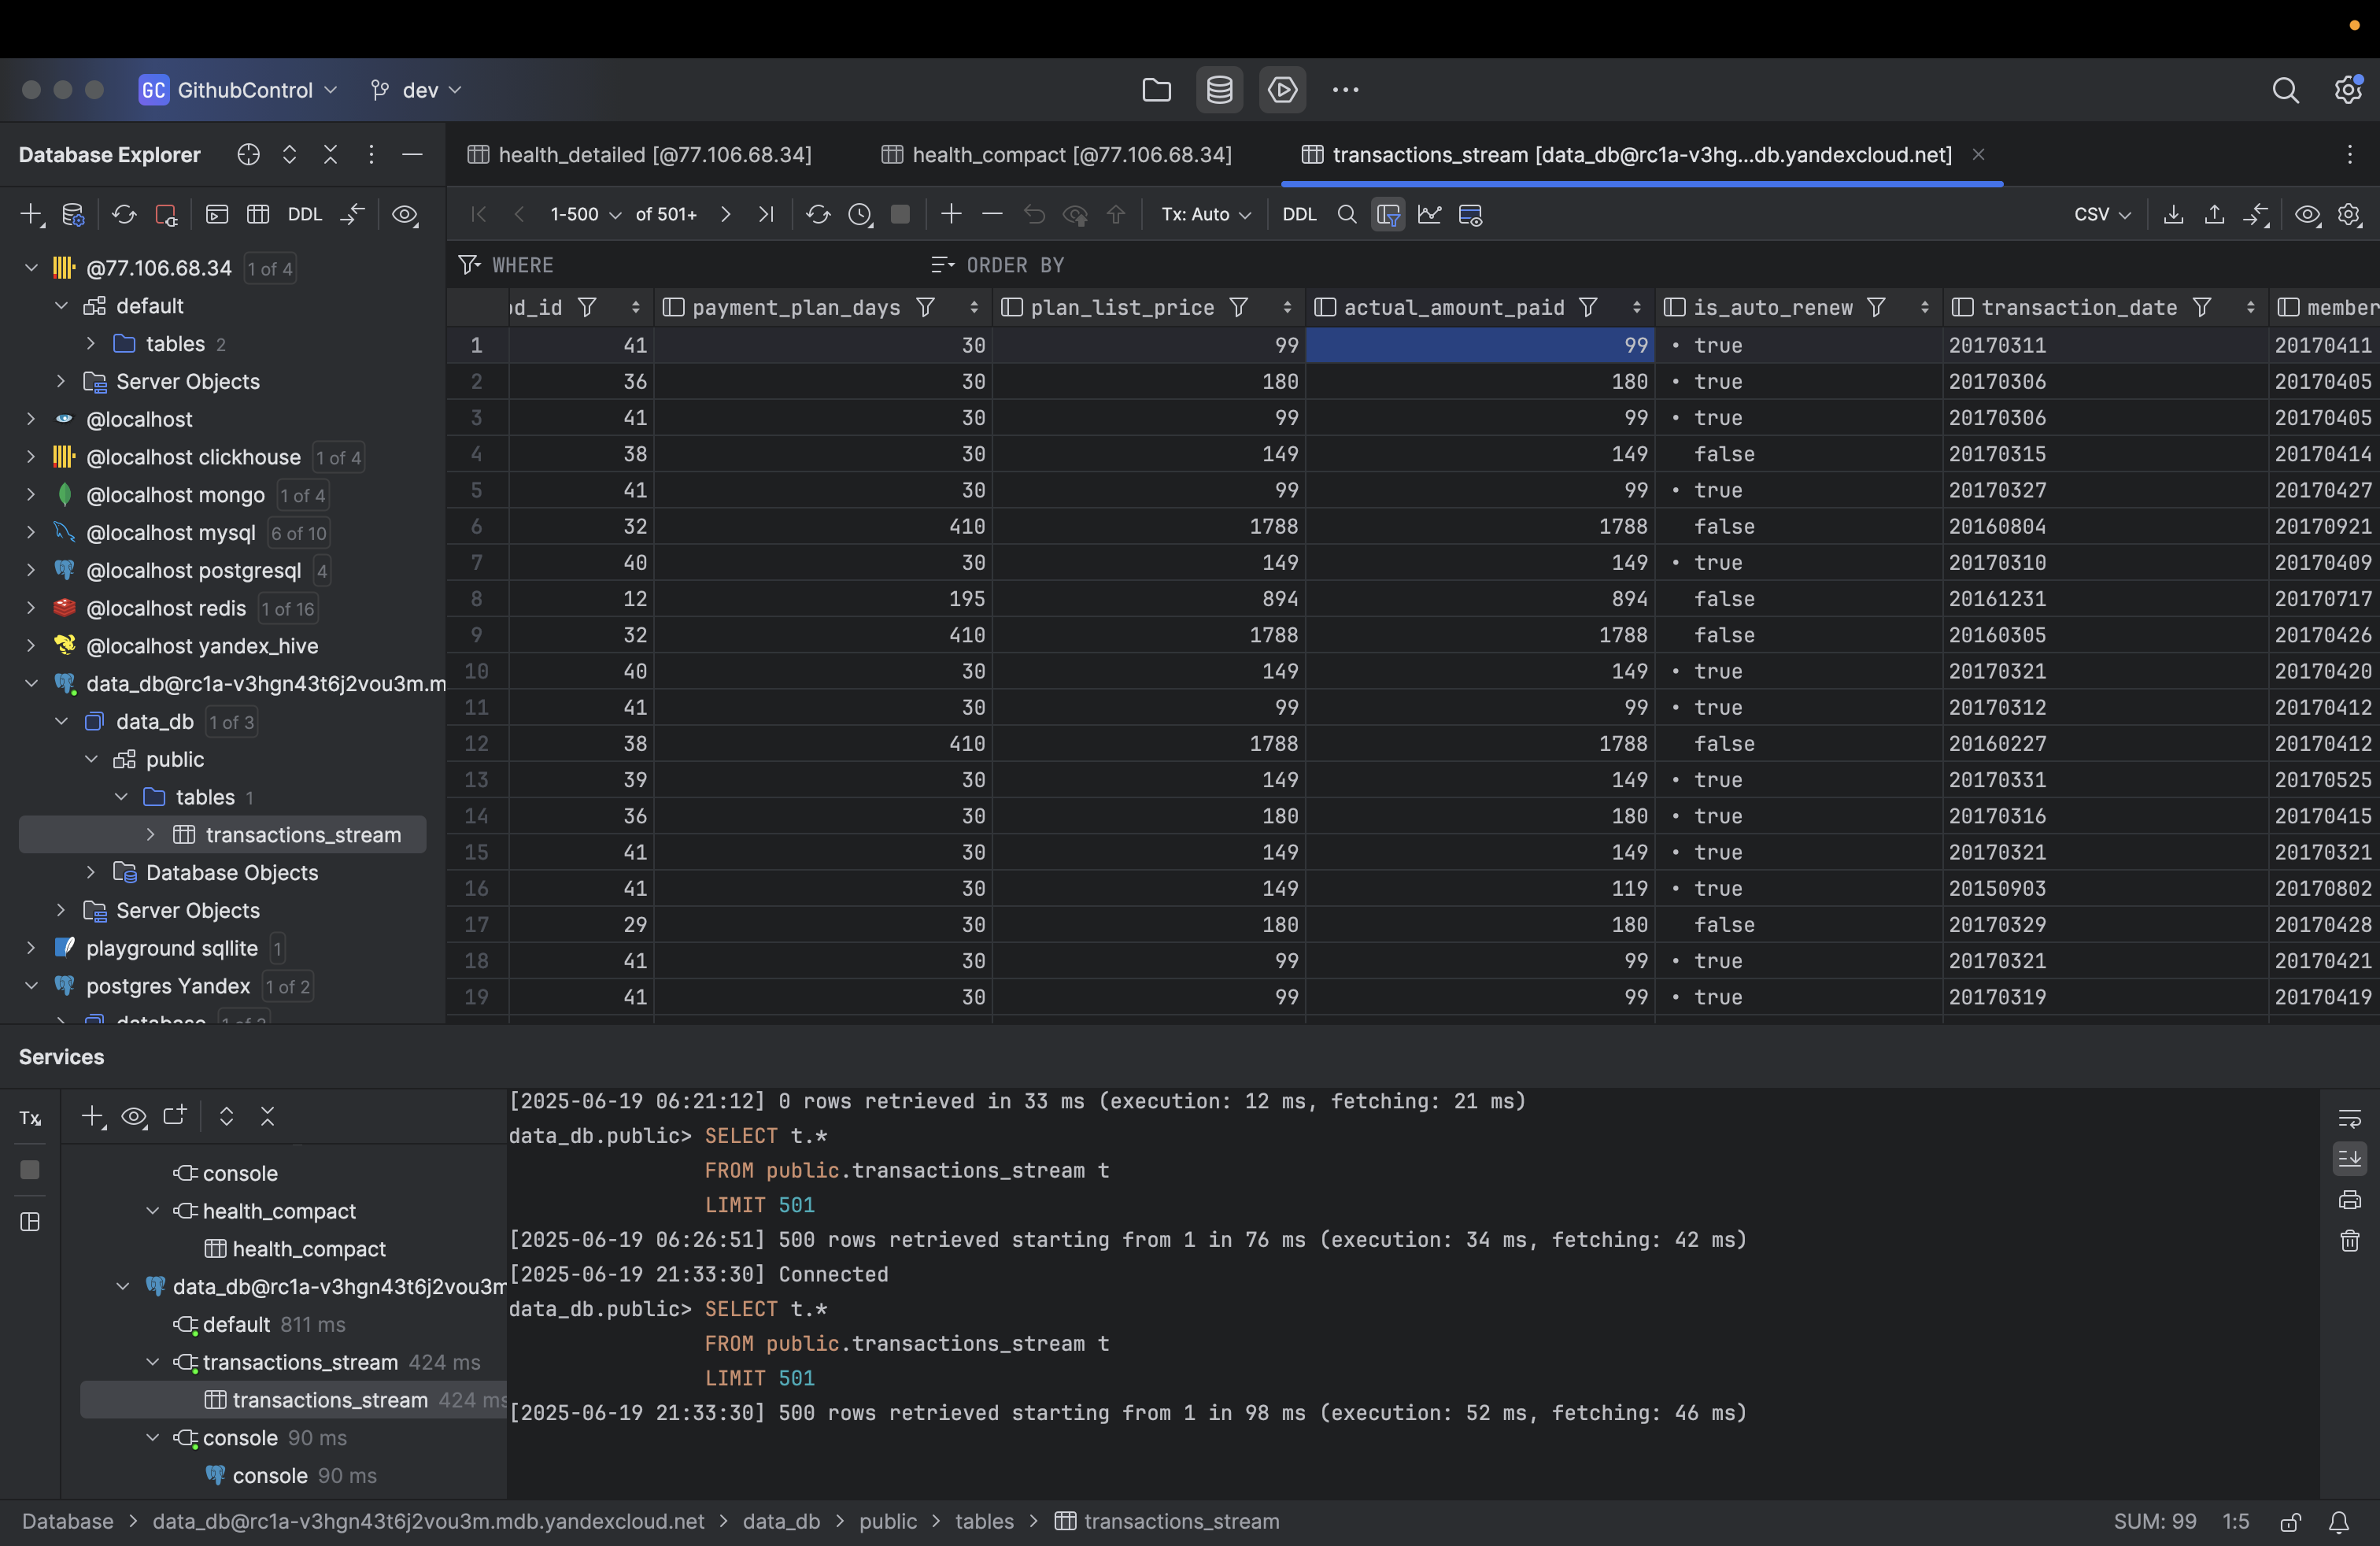 GC GithubControl dev
Database Explorer
health_detailed [@77.106.68.34] health_compact [@77.106.68.34] transactions_stream [data_db@rc1a-v3hg...db.yandexcloud.net]
DDL
1-500 of 501+ Tx: Auto DDL CSV
WHERE ORDER BY
@77.106.68.34 1 of 4
default
tables 2
Server Objects
@localhost
@localhost clickhouse 1 of 4
@localhost mongo 1 of 4
@localhost mysql 6 of 10
@localhost postgresql 4
@localhost redis 1 of 16
@localhost yandex_hive
data_db@rc1a-v3hgn43t6j2vou3m.m
data_db 1 of 3
public
tables 1
transactions_stream
Database Objects
Server Objects
playground sqllite 1
postgres Yandex 1 of 2
database 1 of 2
d_id payment_plan_days plan_list_price actual_amount_paid is_auto_renew transaction_date member
1 41 30 99 99 • true 20170311 20170411
2 36 30 180 180 • true 20170306 20170405
3 41 30 99 99 • true 20170306 20170405
4 38 30 149 149 false 20170315 20170414
5 41 30 99 99 • true 20170327 20170427
6 32 410 1788 1788 false 20160804 20170921
7 40 30 149 149 • true 20170310 20170409
8 12 195 894 894 false 20161231 20170717
9 32 410 1788 1788 false 20160305 20170426
10 40 30 149 149 • true 20170321 20170420
11 41 30 99 99 • true 20170312 20170412
12 38 410 1788 1788 false 20160227 20170412
13 39 30 149 149 • true 20170331 20170525
14 36 30 180 180 • true 20170316 20170415
15 41 30 149 149 • true 20170321 20170321
16 41 30 149 119 • true 20150903 20170802
17 29 30 180 180 false 20170329 20170428
18 41 30 99 99 • true 20170321 20170421
19 41 30 99 99 • true 20170319 20170419
Services
Tx
console
health_compact
health_compact
data_db@rc1a-v3hgn43t6j2vou3m
default 811 ms
transactions_stream 424 ms
transactions_stream 424 ms
console 90 ms
console 90 ms
[2025-06-19 06:21:12] 0 rows retrieved in 33 ms (execution: 12 ms, fetching: 21 ms)
data_db.public> SELECT t.*
FROM public.transactions_stream t
LIMIT 501
[2025-06-19 06:26:51] 500 rows retrieved starting from 1 in 76 ms (execution: 34 ms, fetching: 42 ms)
[2025-06-19 21:33:30] Connected
data_db.public> SELECT t.*
FROM public.transactions_stream t
LIMIT 501
[2025-06-19 21:33:30] 500 rows retrieved starting from 1 in 98 ms (execution: 52 ms, fetching: 46 ms)
Database > data_db@rc1a-v3hgn43t6j2vou3m.mdb.yandexcloud.net > data_db > public > tables > transactions_stream
SUM: 99 1:5